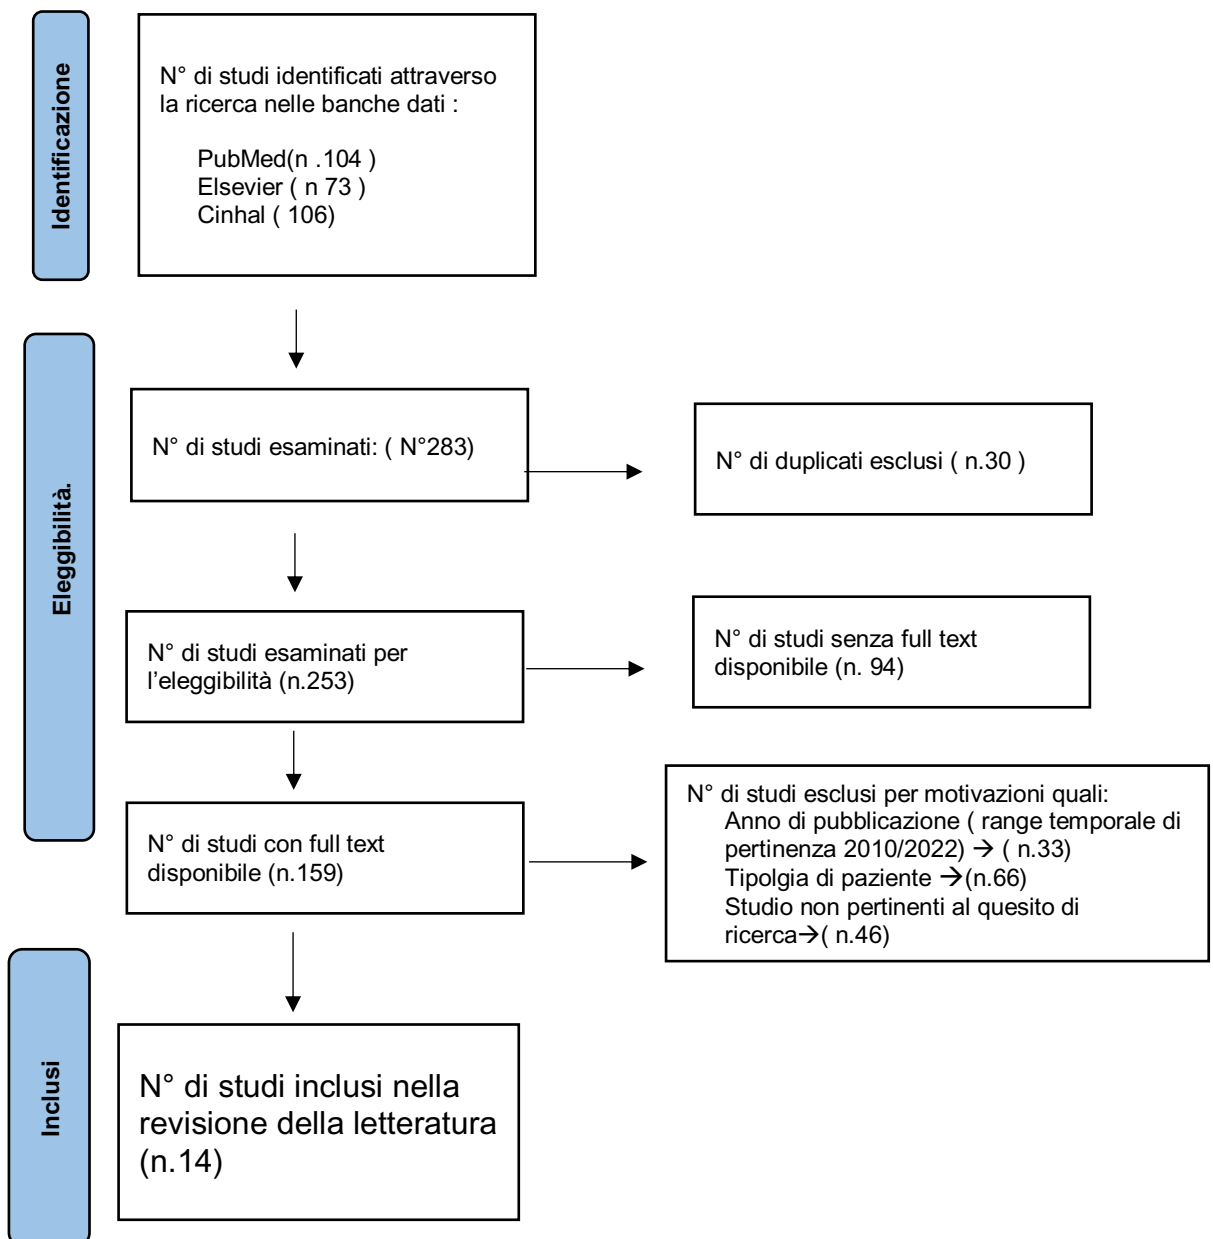 Identificazione
N° di studi identificati attraverso
la ricerca nelle banche dati :
PubMed(n .104 )
Elsevier ( n 73 )
Cinhal ( 106)
Eleggibilità.
N° di studi esaminati: ( N°283)
N° di duplicati esclusi ( n.30 )
N° di studi esaminati per
l'eleggibilità (n.253)
N° di studi senza full text
disponibile (n. 94)
N° di studi con full text
disponibile (n.159)
N° di studi esclusi per motivazioni quali:
Anno di pubblicazione ( range temporale di
pertinenza 2010/2022) → ( n.33)
Tipolgia di paziente →(n.66)
Studio non pertinenti al quesito di
ricerca→( n.46)
Inclusi
N° di studi inclusi nella
revisione della letteratura
(n.14)